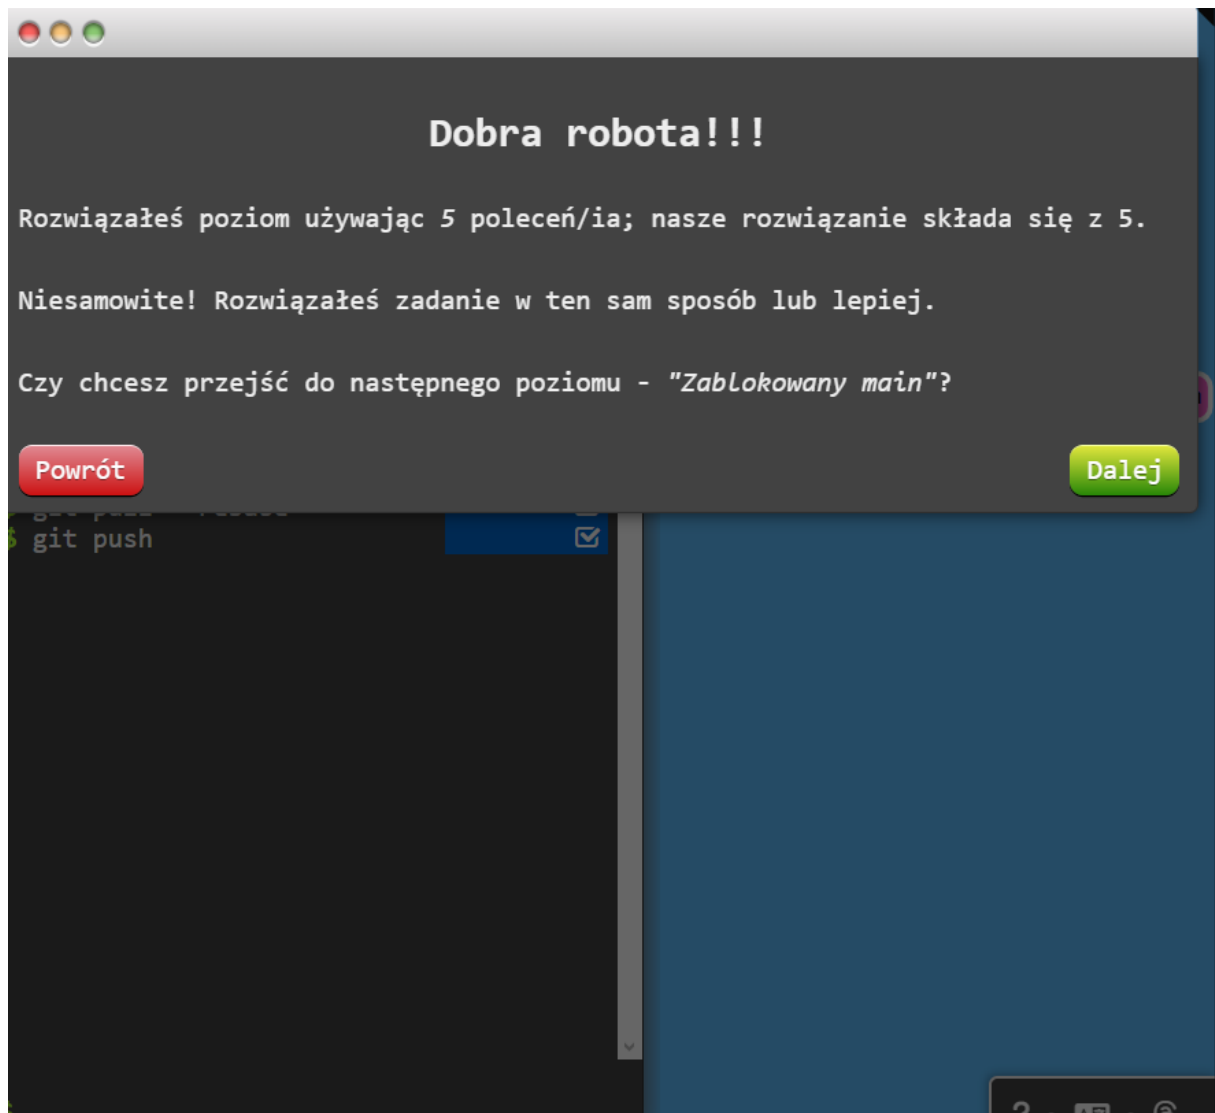 Dobra robota!!!
Rozwiązałeś poziom używając 5 poleceń/ia; nasze rozwiązanie składa się z 5.
Niesamowite! Rozwiązałeś zadanie w ten sam sposób lub lepiej.
Czy chcesz przejść do następnego poziomu - "Zablokowany main"?
Powrót
Dalej
$ git push
?